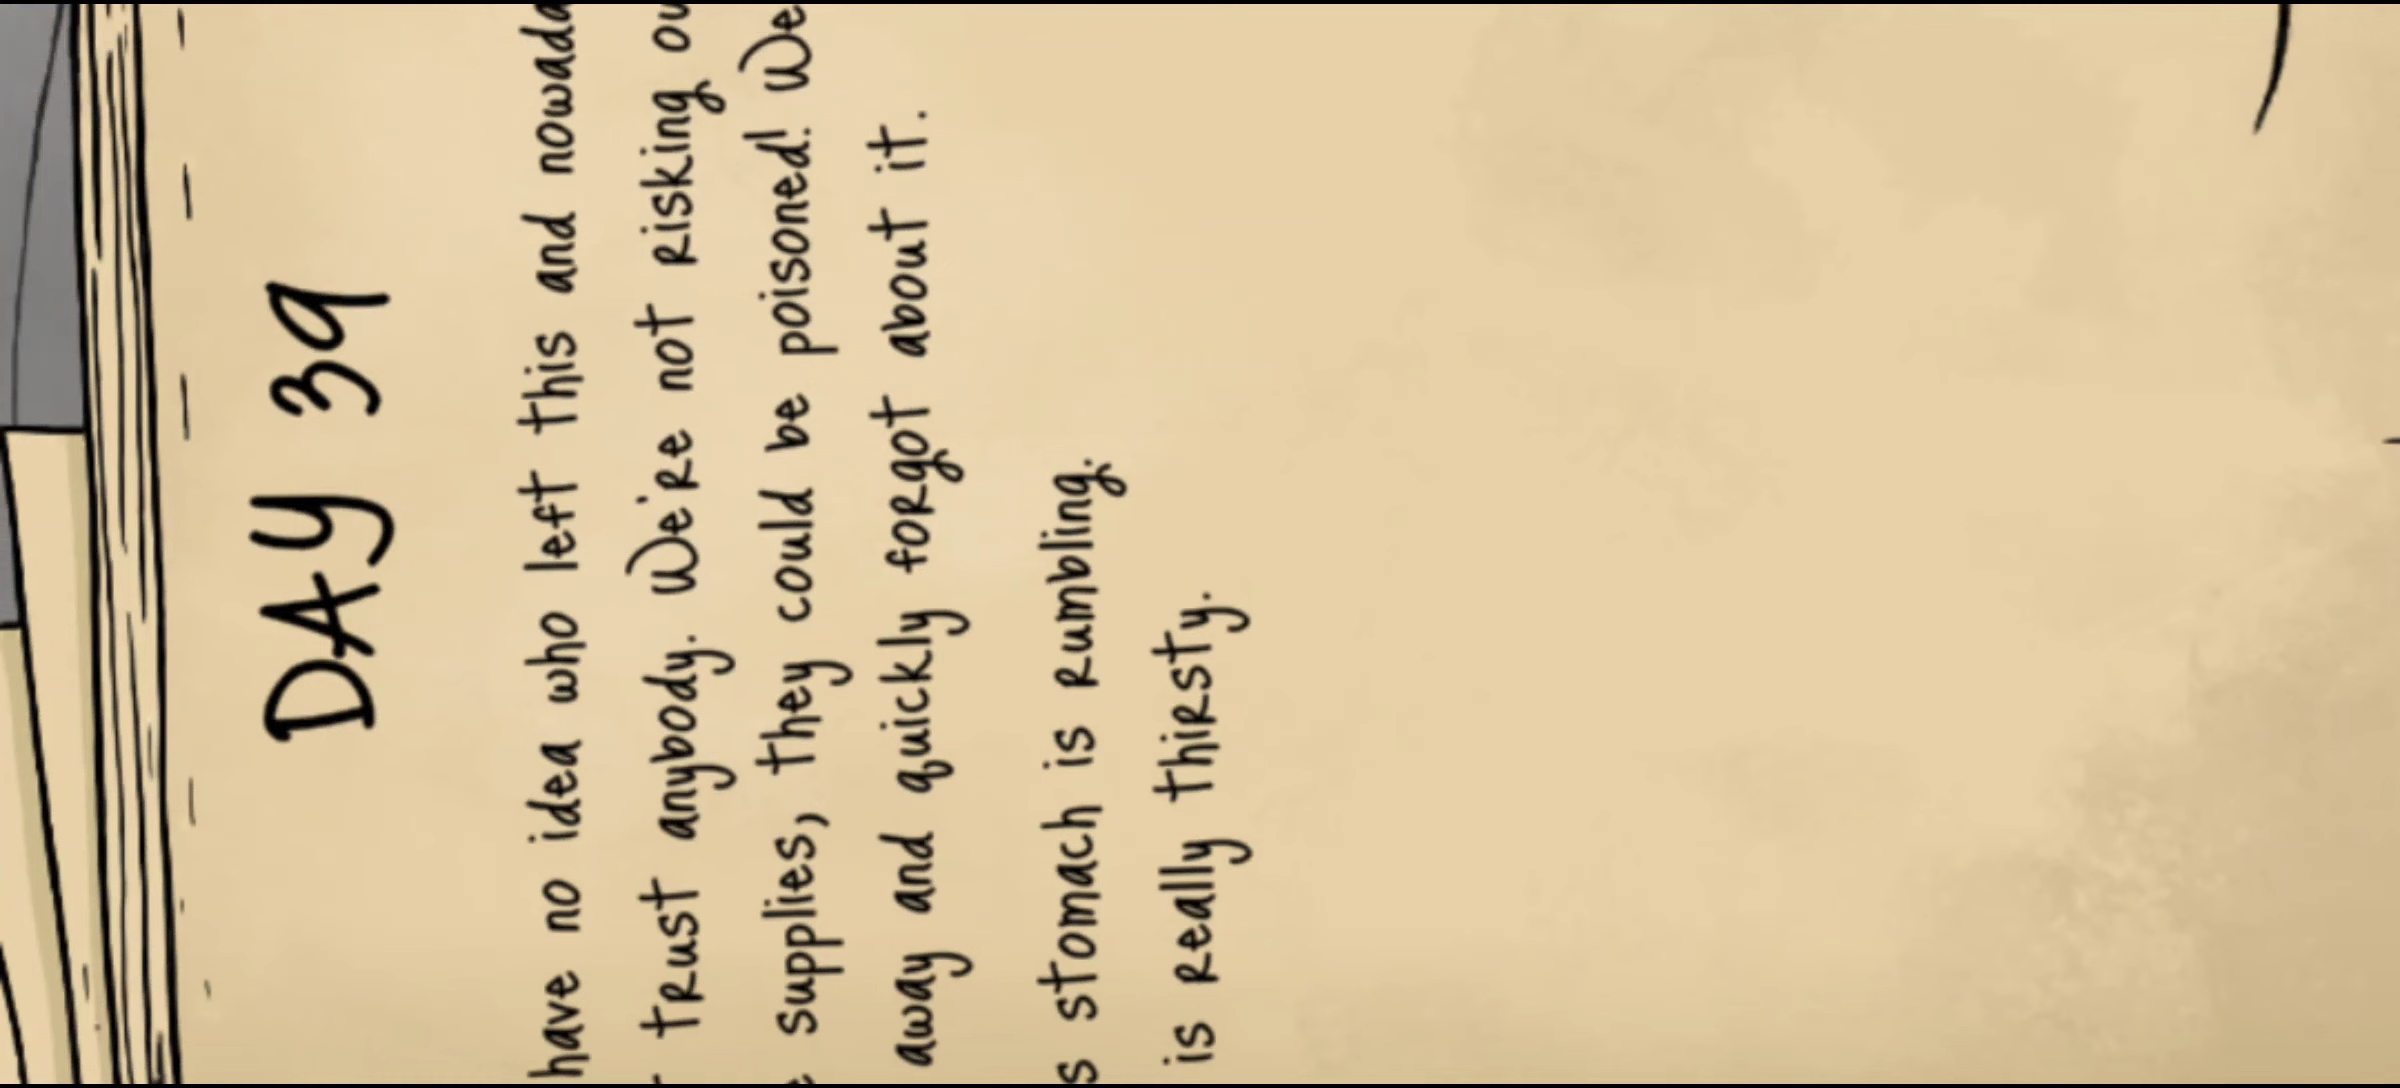 DAY 39
have no idea who left this and nowada
trust anybody. We're not risking ou
supplies, they could be poisoned! We
away and quickly forgot about it.
s stomach is rumbling.
is really thirsty.